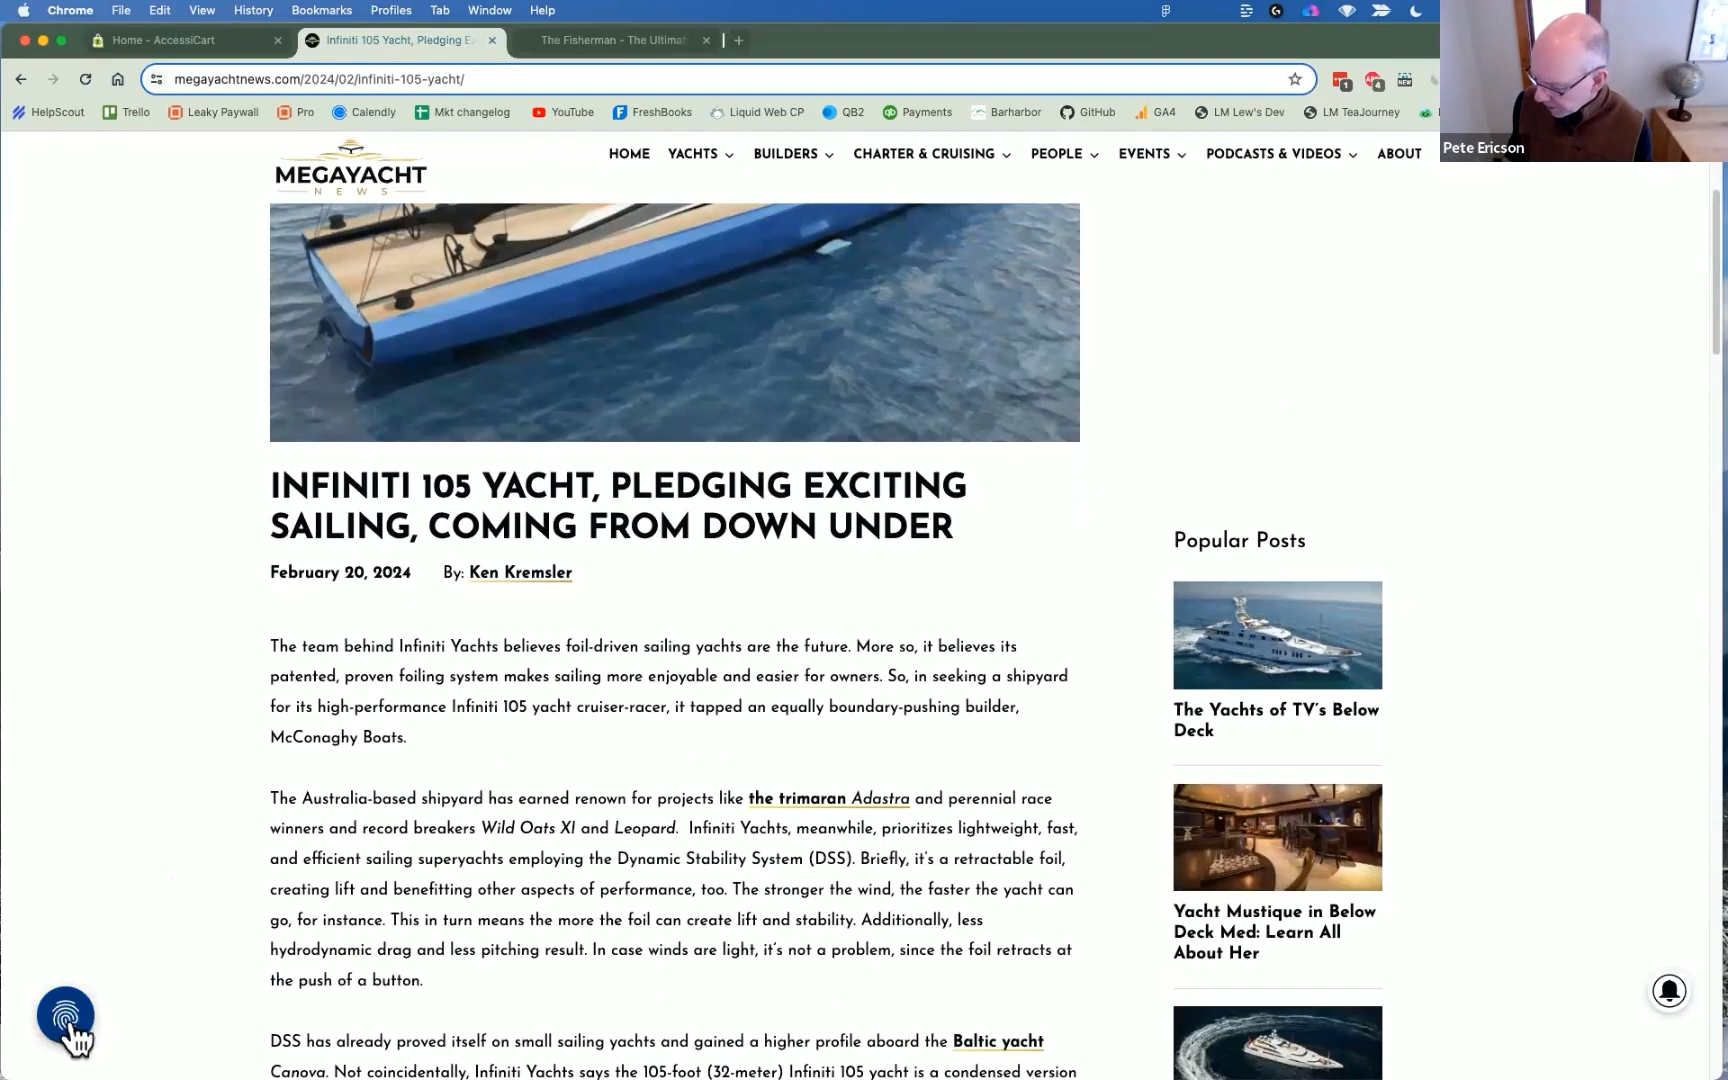 Chrome File Edit View History Bookmarks Profiles Tab Window Help
Home - AccessiCart
Infiniti 105 Yacht, Pledging E
The Fisherman - The Ultimat
megayachtnews.com/2024/02/infiniti-105-yacht/
HelpScout Trello Leaky Paywall Pro Calendly Mkt changelog YouTube FreshBooks Liquid Web CP QB2 Payments Barharbor GitHub GA4 LM Lew's Dev LM TeaJourney
Pete Ericson
MEGAYACHT
NEWS
HOME YACHTS BUILDERS CHARTER & CRUISING PEOPLE EVENTS PODCASTS & VIDEOS ABOUT
INFINITI 105 YACHT, PLEDGING EXCITING
SAILING, COMING FROM DOWN UNDER
February 20, 2024 By: Ken Kremsler
The team behind Infiniti Yachts believes foil-driven sailing yachts are the future. More so, it believes its
patented, proven foiling system makes sailing more enjoyable and easier for owners. So, in seeking a shipyard
for its high-performance Infiniti 105 yacht cruiser-racer, it tapped an equally boundary-pushing builder,
McConaghy Boats.
The Australia-based shipyard has earned renown for projects like the trimaran Adastra and perennial race
winners and record breakers Wild Oats XI and Leopard. Infiniti Yachts, meanwhile, prioritizes lightweight, fast,
and efficient sailing superyachts employing the Dynamic Stability System (DSS). Briefly, it's a retractable foil,
creating lift and benefitting other aspects of performance, too. The stronger the wind, the faster the yacht can
go, for instance. This in turn means the more the foil can create lift and stability. Additionally, less
hydrodynamic drag and less pitching result. In case winds are light, it's not a problem, since the foil retracts at
the push of a button.
DSS has already proved itself on small sailing yachts and gained a higher profile aboard the Baltic yacht
Canova. Not coincidentally, Infiniti Yachts says the 105-foot (32-meter) Infiniti 105 yacht is a condensed version
Popular Posts
The Yachts of TV's Below
Deck
Yacht Mustique in Below
Deck Med: Learn All
About Her